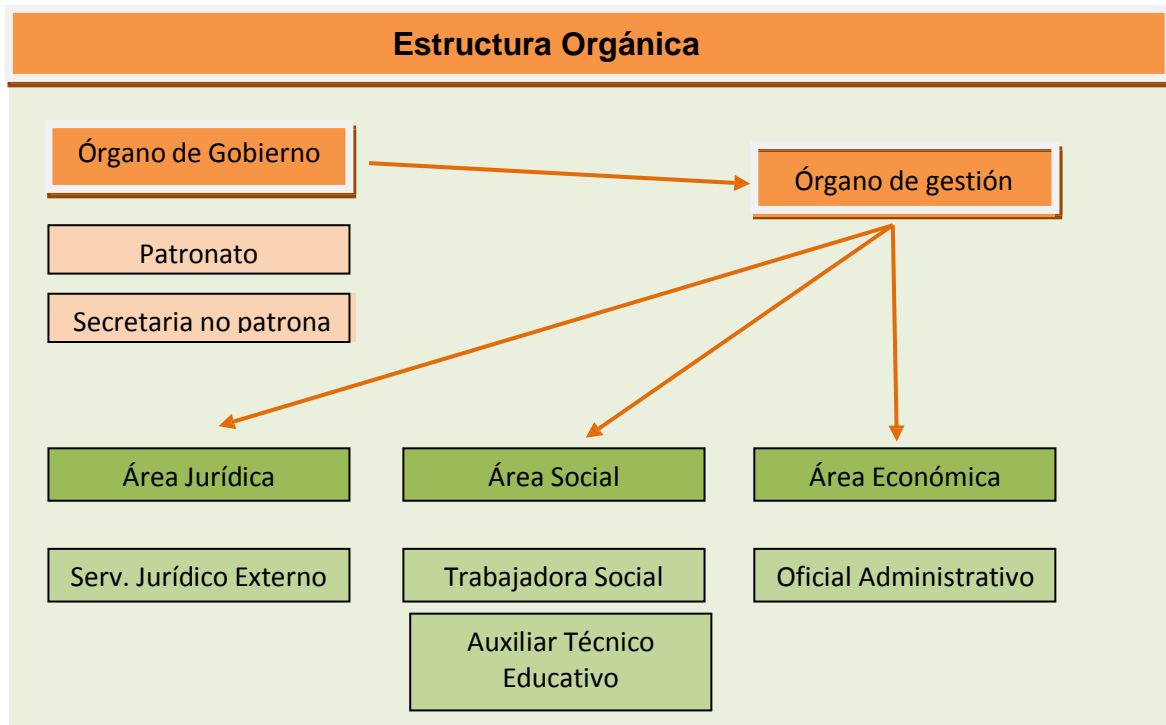 Estructura Orgánica
Órgano de Gobierno
Órgano de gestión
Patronato
Secretaria no patrona
Área Jurídica
Área Social
Área Económica
Serv. Jurídico Externo
Trabajadora Social
Oficial Administrativo
Auxiliar Técnico
Educativo